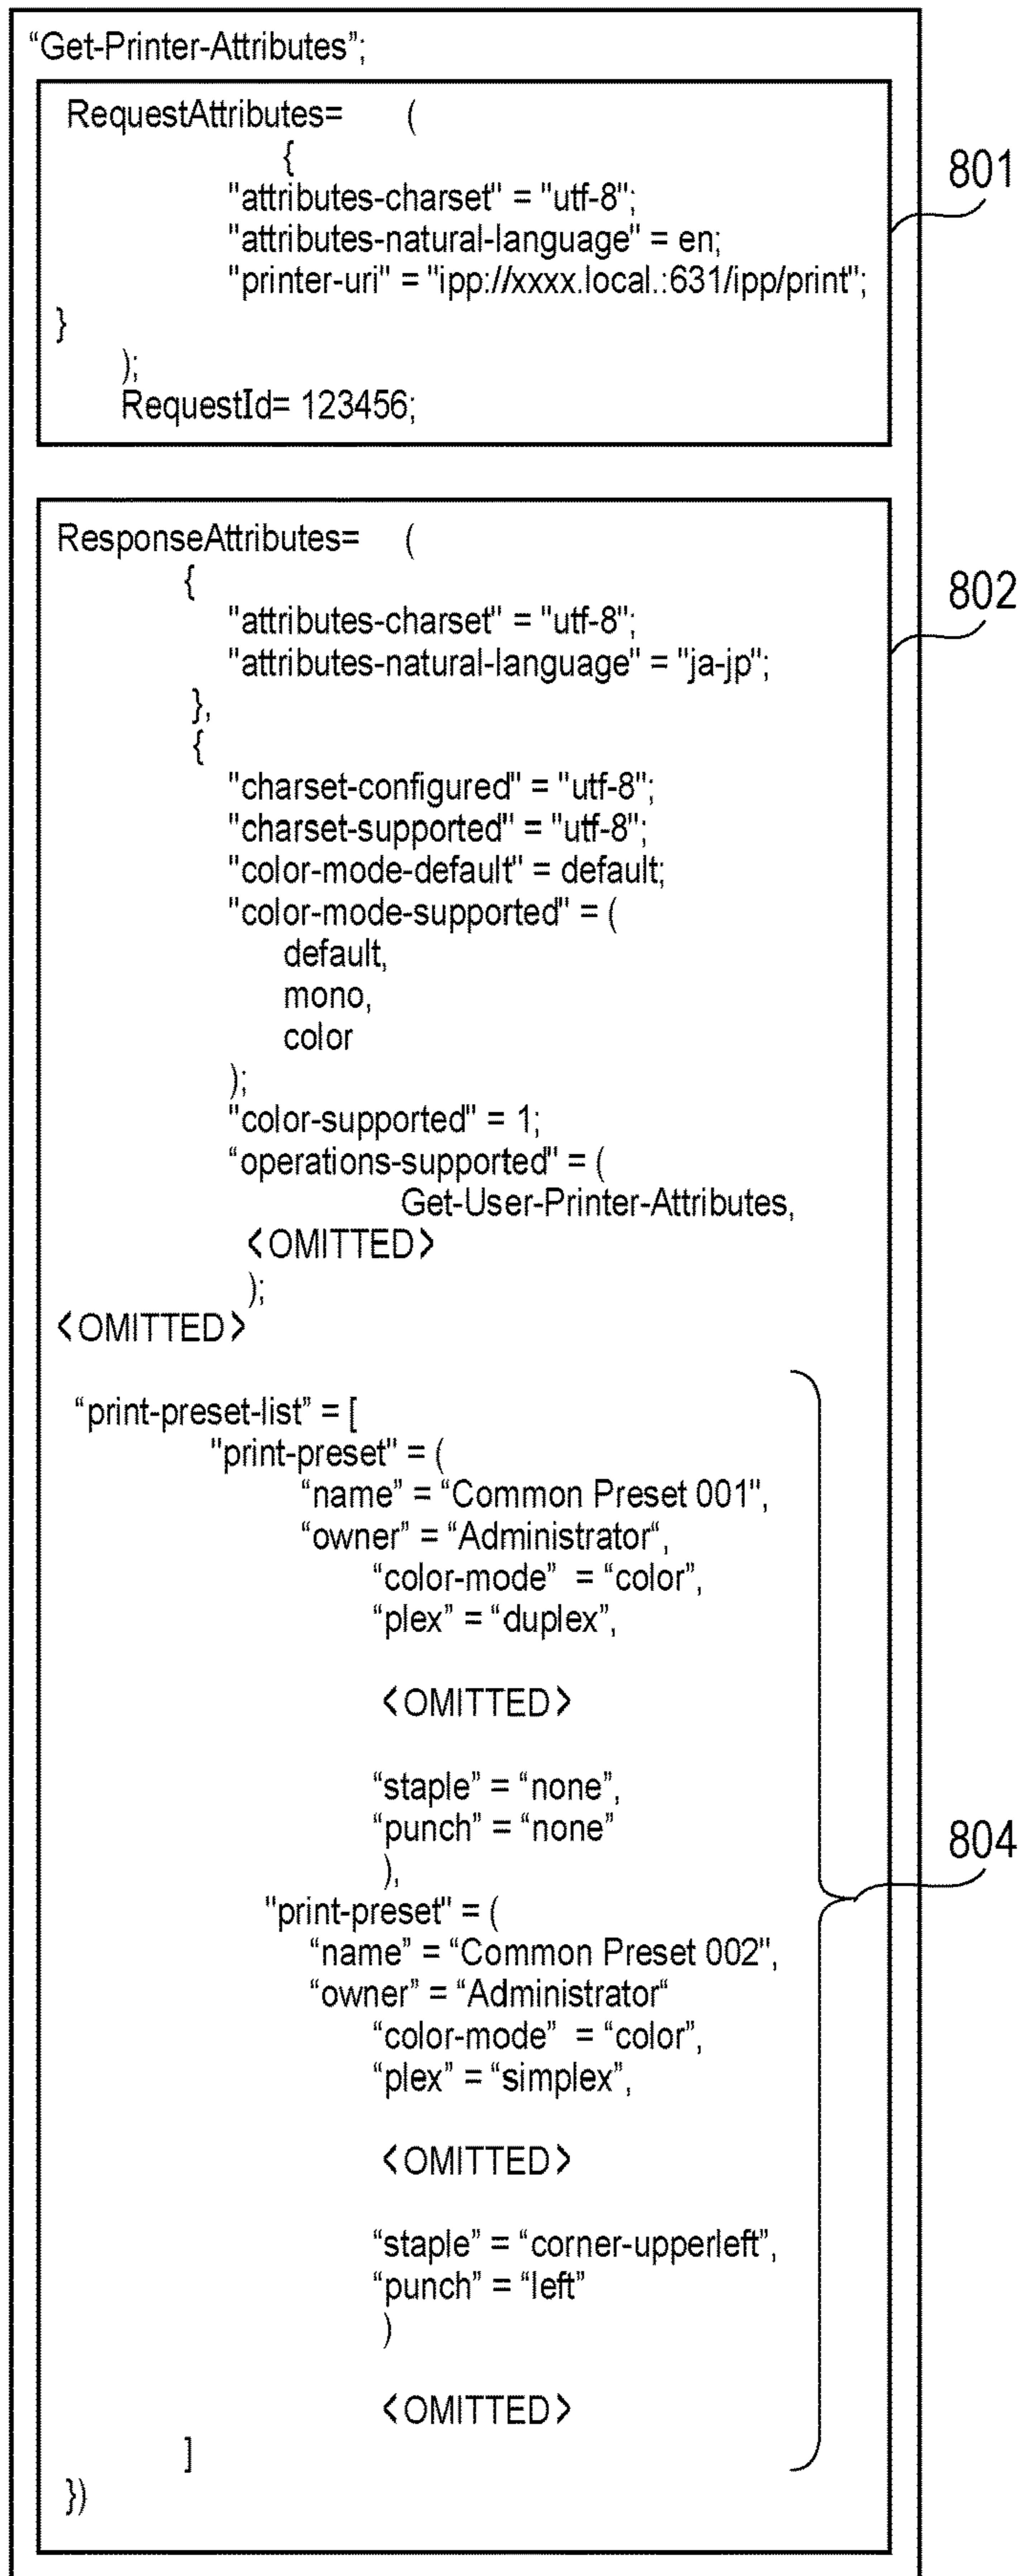 “Get-Printer-Attributes”;
RequestAttributes= (
{
"attributes-charset" = "utf-8";
"attributes-natural-language" = en;
"printer-uri" = "ipp://xxxx.local.:631/ipp/print";
}
);
RequestId= 123456;
801
ResponseAttributes= (
{
"attributes-charset" = "utf-8";
"attributes-natural-language" = "ja-jp";
},
{
"charset-configured" = "utf-8";
"charset-supported" = "utf-8";
"color-mode-default" = default;
"color-mode-supported" = (
default,
mono,
color
);
"color-supported" = 1;
“operations-supported" = (
Get-User-Printer-Attributes,
<OMITTED>
);
<OMITTED>
802
“print-preset-list” = [
"print-preset" = (
“name” = “Common Preset 001",
“owner” = “Administrator“,
“color-mode” = “color”,
“plex” = “duplex”,
<OMITTED>
“staple” = “none”,
“punch” = “none”
),
"print-preset" = (
“name” = “Common Preset 002",
“owner” = “Administrator“
“color-mode” = “color”,
“plex” = “simplex”,
<OMITTED>
“staple” = “corner-upperleft”,
“punch” = “left”
)
<OMITTED>
]
})
804